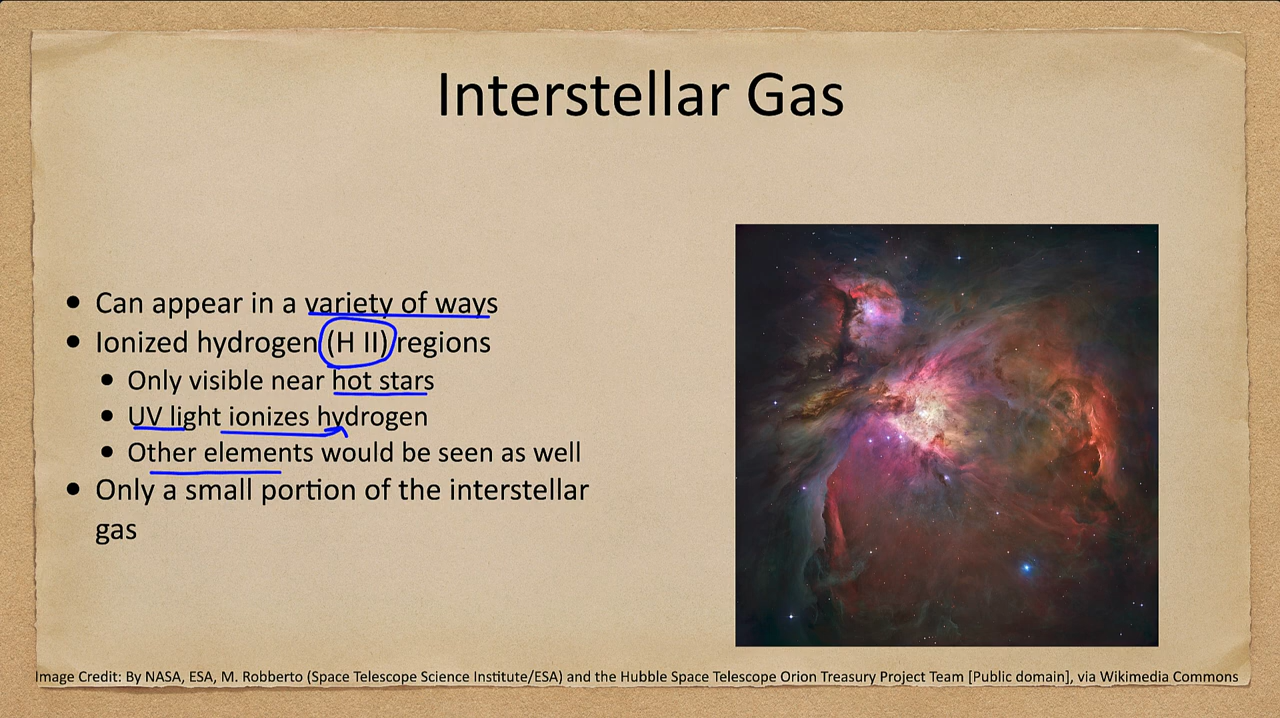 Interstellar Gas
• Can appear in a variety of ways
• Ionized hydrogen (H II) regions
• Only visible near hot stars
• UV light ionizes hydrogen
• Other elements would be seen as well
• Only a small portion of the interstellar
gas
Image Credit: By NASA, ESA, M. Robberto (Space Telescope Science Institute/ESA) and the Hubble Space Telescope Orion Treasury Project Team [Public domain], via Wikimedia Commons